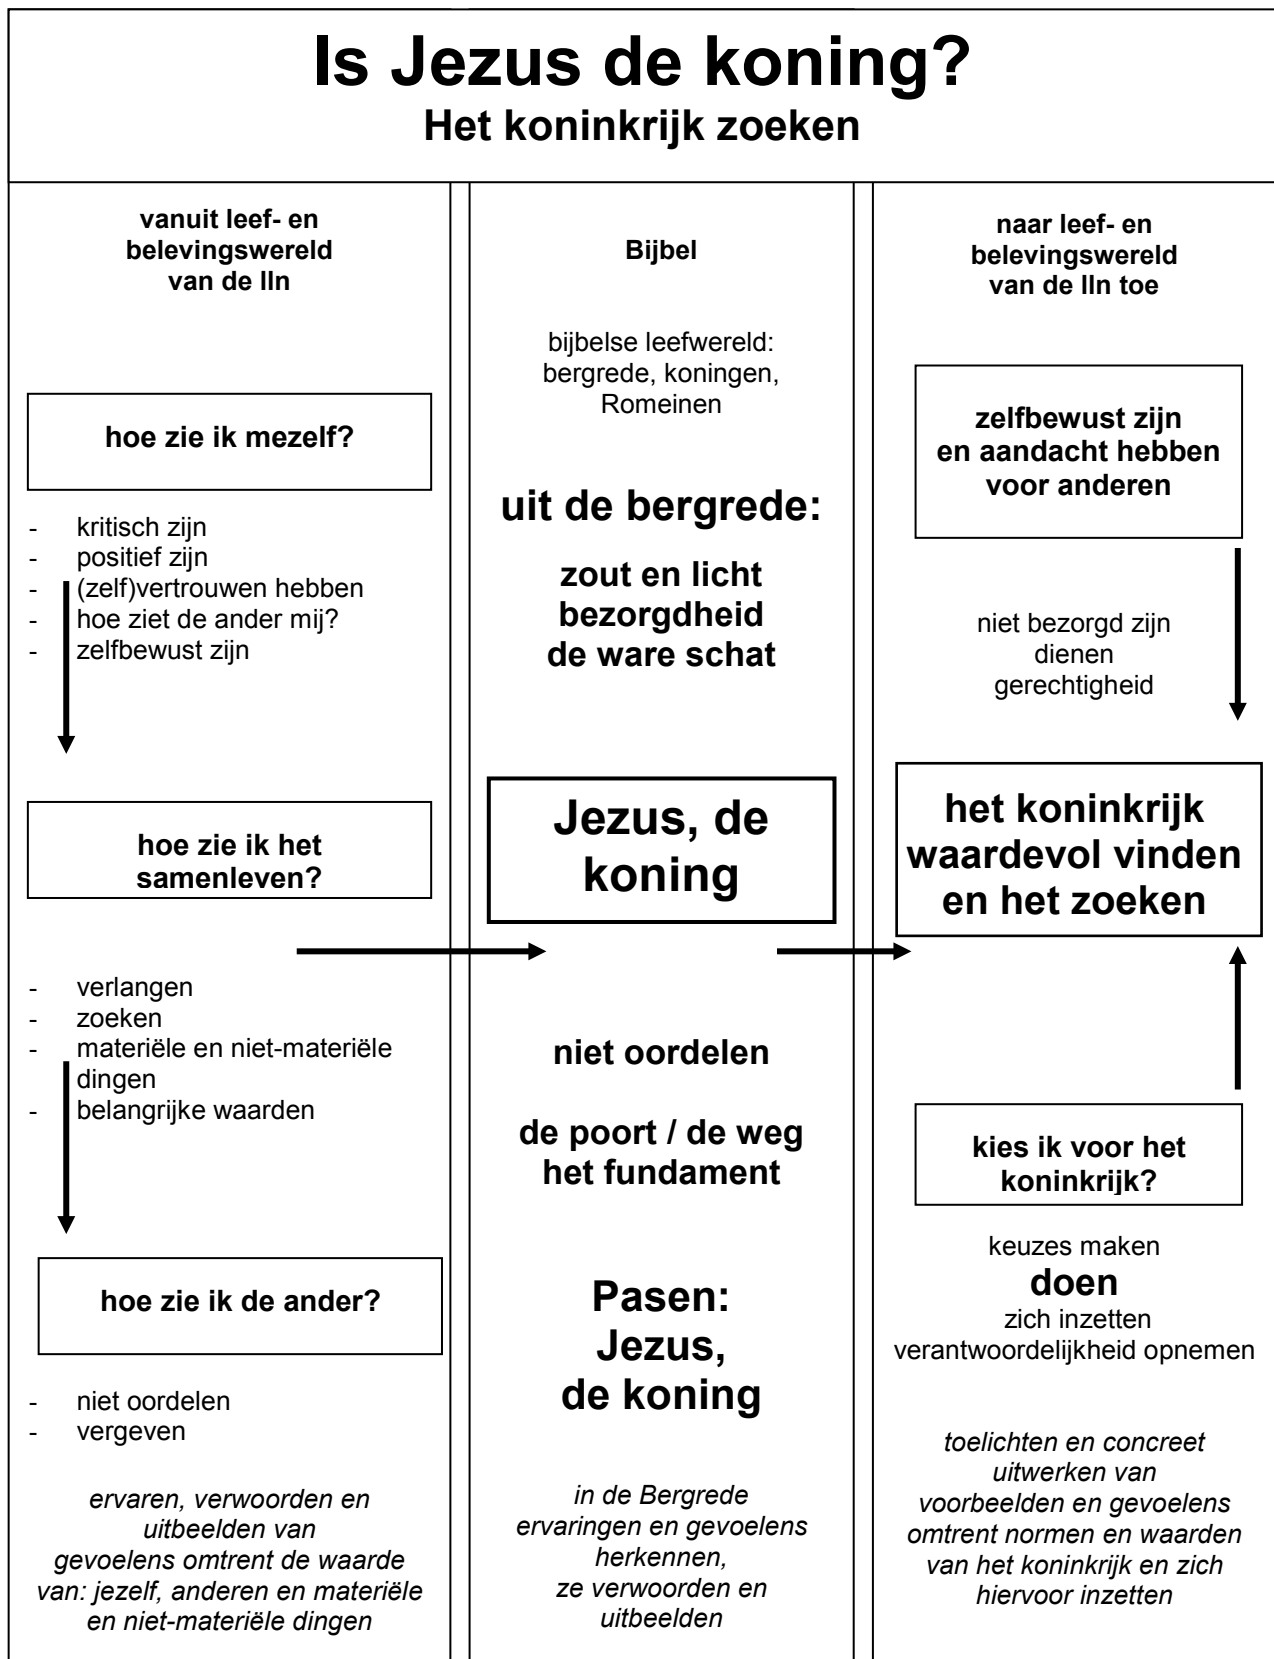 Is Jezus de koning?
Het koninkrijk zoeken
vanuit leef- en
belevingswereld
van de lln
hoe zie ik mezelf?
- kritisch zijn
- positief zijn
- (zelf)vertrouwen hebben
- hoe ziet de ander mij?
- zelfbewust zijn
hoe zie ik het
samenleven?
- verlangen
- zoeken
- materiële en niet-materiële
dingen
- belangrijke waarden
hoe zie ik de ander?
- niet oordelen
- vergeven
ervaren, verwoorden en
uitbeelden van
gevoelens omtrent de waarde
van: jezelf, anderen en materiële
en niet-materiële dingen
Bijbel
bijbelse leefwereld:
bergrede, koningen,
Romeinen
uit de bergrede:
zout en licht
bezorgdheid
de ware schat
Jezus, de
koning
niet oordelen
de poort / de weg
het fundament
Pasen:
Jezus,
de koning
in de Bergrede
ervaringen en gevoelens
herkennen,
ze verwoorden en
uitbeelden
naar leef- en
belevingswereld
van de lln toe
zelfbewust zijn
en aandacht hebben
voor anderen
niet bezorgd zijn
dienen
gerechtigheid
het koninkrijk
waardevol vinden
en het zoeken
kies ik voor het
koninkrijk?
keuzes maken
doen
zich inzetten
verantwoordelijkheid opnemen
toelichten en concreet
uitwerken van
voorbeelden en gevoelens
omtrent normen en waarden
van het koninkrijk en zich
hiervoor inzetten